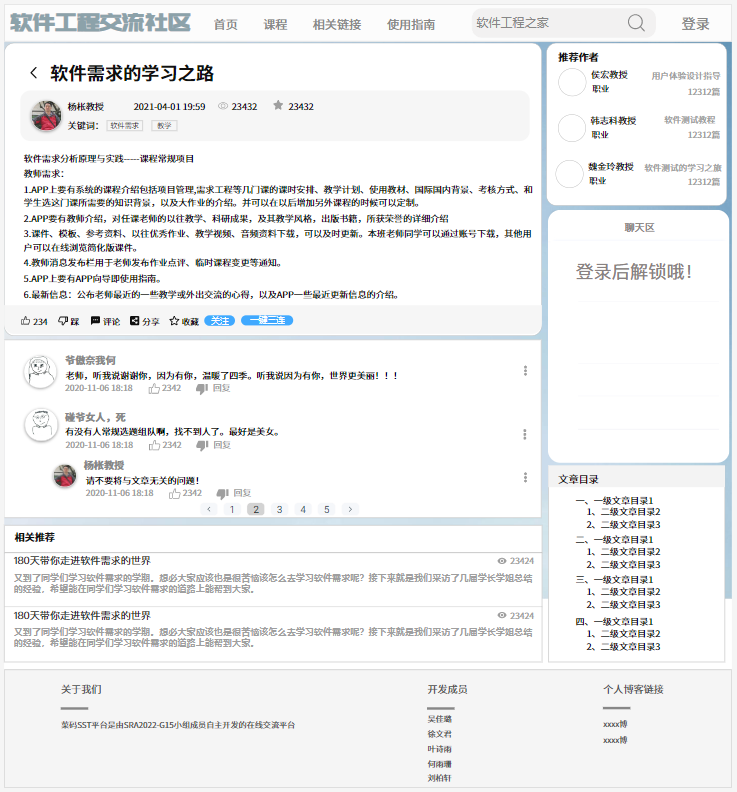 软件工程交流社区
首页 课程 相关链接 使用指南
软件工程之家
登录
软件需求的学习之路
杨枨教授 2021-04-01 19:59 23432 23432
关键词： 软件需求 教学
软件需求分析原理与实践-----课程常规项目
教师需求：
1.APP上要有系统的课程介绍包括项目管理,需求工程等几门课的课时安排、教学计划、使用教材、国际国内背景、考核方式、和
学生选这门课所需要的知识背景，以及大作业的介绍。并可以在以后增加另外课程的时候可以定制。
2.APP要有教师介绍，对任课老师的以往教学、科研成果，及其教学风格，出版书籍，所获荣誉的详细介绍
3.课件、模板、参考资料、以往优秀作业、教学视频、音频资料下载，可以及时更新。本班老师同学可以通过账号下载，其他用
户可以在线浏览简化版课件。
4.教师消息发布栏用于老师发布作业点评、临时课程变更等通知。
5.APP上要有APP向导即使用指南。
6.最新信息：公布老师最近的一些教学或外出交流的心得，以及APP一些最近更新信息的介绍。
234 踩 评论 分享 收藏 关注 一键三连
爷傲奈我何
老师，听我说谢谢你，因为有你，温暖了四季。听我说因为有你，世界更美丽！！！
2020-11-06 18:18 2342 回复
碰爷女人，死
有没有人常规选题组队啊，找不到人了。最好是美女。
2020-11-06 18:18 2342 回复
杨枨教授
请不要将与文章无关的问题！
2020-11-06 18:18 2342 回复
1 2 3 4 5
相关推荐
180天带你走进软件需求的世界 23424
又到了同学们学习软件需求的学期。想必大家应该也是很苦恼该怎么去学习软件需求呢？接下来就是我们采访了几届学长学姐总结
的经验，希望能在同学们学习软件需求的道路上能帮到大家。
180天带你走进软件需求的世界 23424
又到了同学们学习软件需求的学期。想必大家应该也是很苦恼该怎么去学习软件需求呢？接下来就是我们采访了几届学长学姐总结
的经验，希望能在同学们学习软件需求的道路上能帮到大家。
推荐作者
侯宏教授 用户体验设计指导
职业 12312篇
韩志科教授 软件测试教程
职业 12312篇
魏金玲教授 软件测试的学习之旅
职业 12312篇
聊天区
登录后解锁哦！
文章目录
一、一级文章目录1
1、二级文章目录2
2、二级文章目录3
二、一级文章目录1
1、二级文章目录2
2、二级文章目录3
三、一级文章目录1
1、二级文章目录2
2、二级文章目录3
四、一级文章目录1
1、二级文章目录2
2、二级文章目录3
关于我们
菜码SST平台是由SRA2022-G15小组成员自主开发的在线交流平台
开发成员
吴佳璐
徐文君
叶诗雨
何雨珊
刘柏轩
个人博客链接
xxxx博
xxxx博